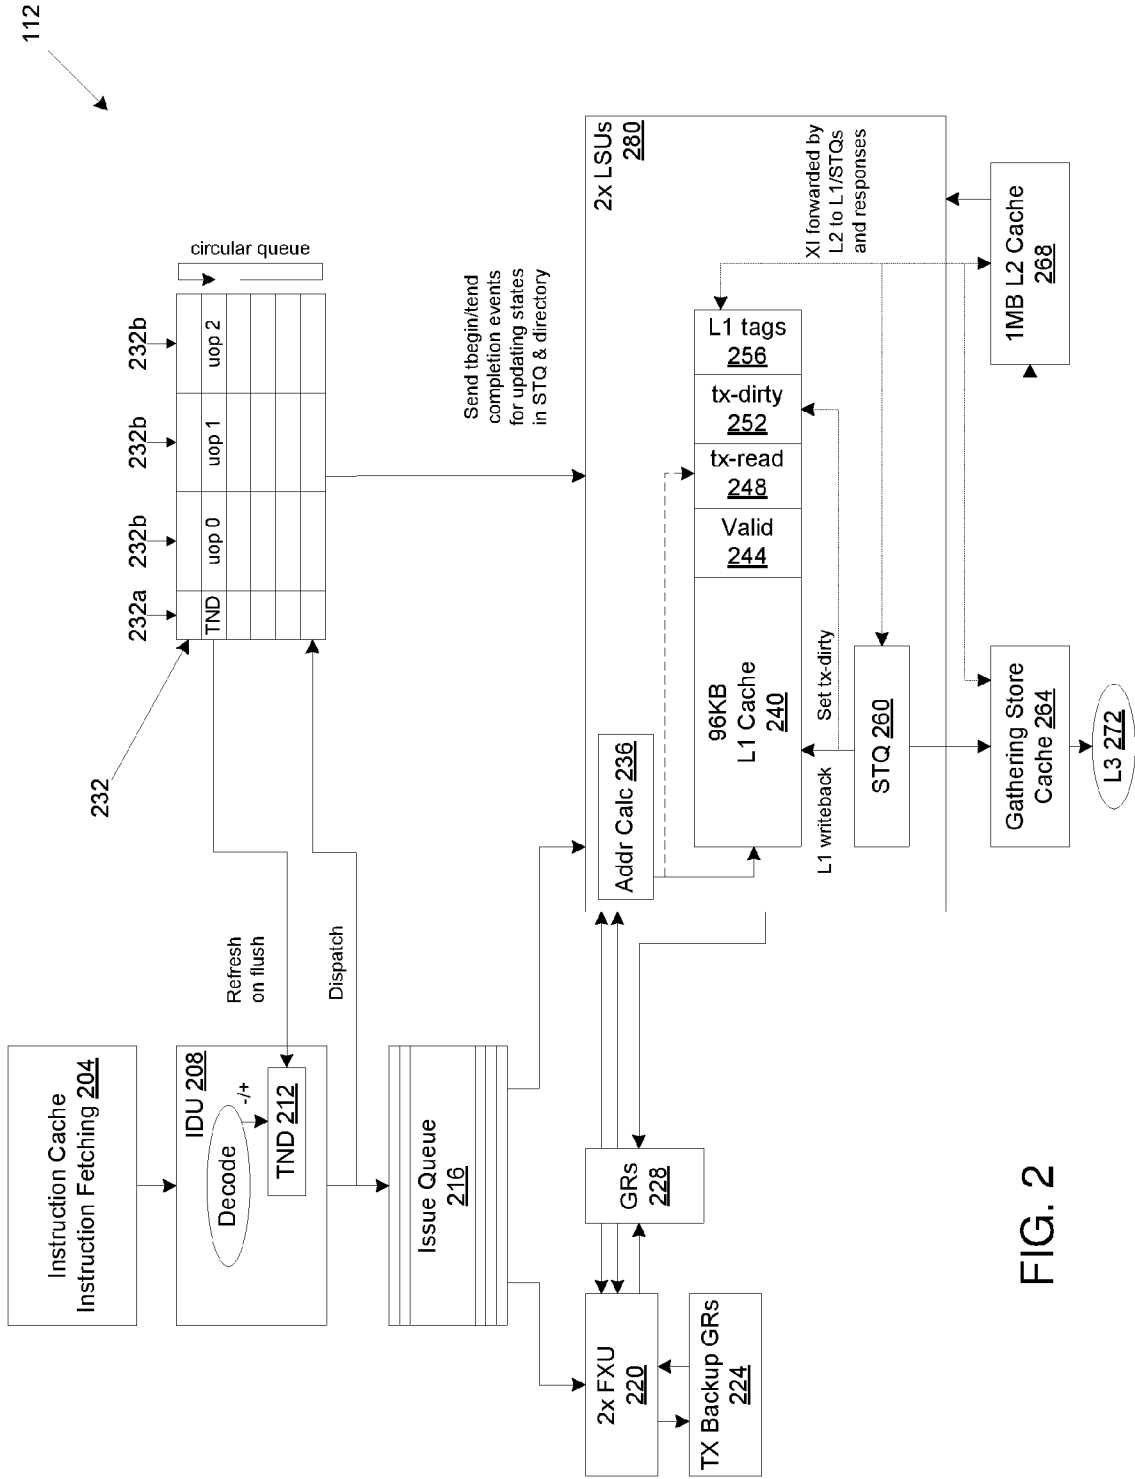 112
Instruction Cache
Instruction Fetching 204
IDU 208
Decode
-/+
TND 212
Refresh
on flush
Dispatch
232
232a
232b
232b
232b
TND
uop 0
uop 1
uop 2
circular queue
Issue Queue
216
Send tbegin/tend
completion events
for updating states
in STQ & directory
2x FXU
220
TX Backup GRs
224
GRs
228
2x LSUs
280
Addr Calc 236
96KB
L1 Cache
240
Valid
244
tx-read
248
tx-dirty
252
L1 tags
256
L1 writeback
Set tx-dirty
XI forwarded by
L2 to L1/STQs
and responses
STQ 260
Gathering Store
Cache 264
1MB L2 Cache
268
L3 272
FIG. 2